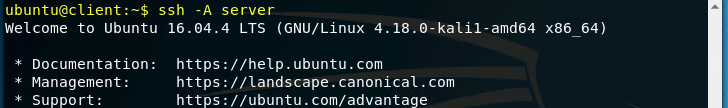 ubuntu@client:~$ ssh -A server
Welcome to Ubuntu 16.04.4 LTS (GNU/Linux 4.18.0-kali1-amd64 x86_64)
* Documentation:  https://help.ubuntu.com
* Management:     https://landscape.canonical.com
* Support:        https://ubuntu.com/advantage